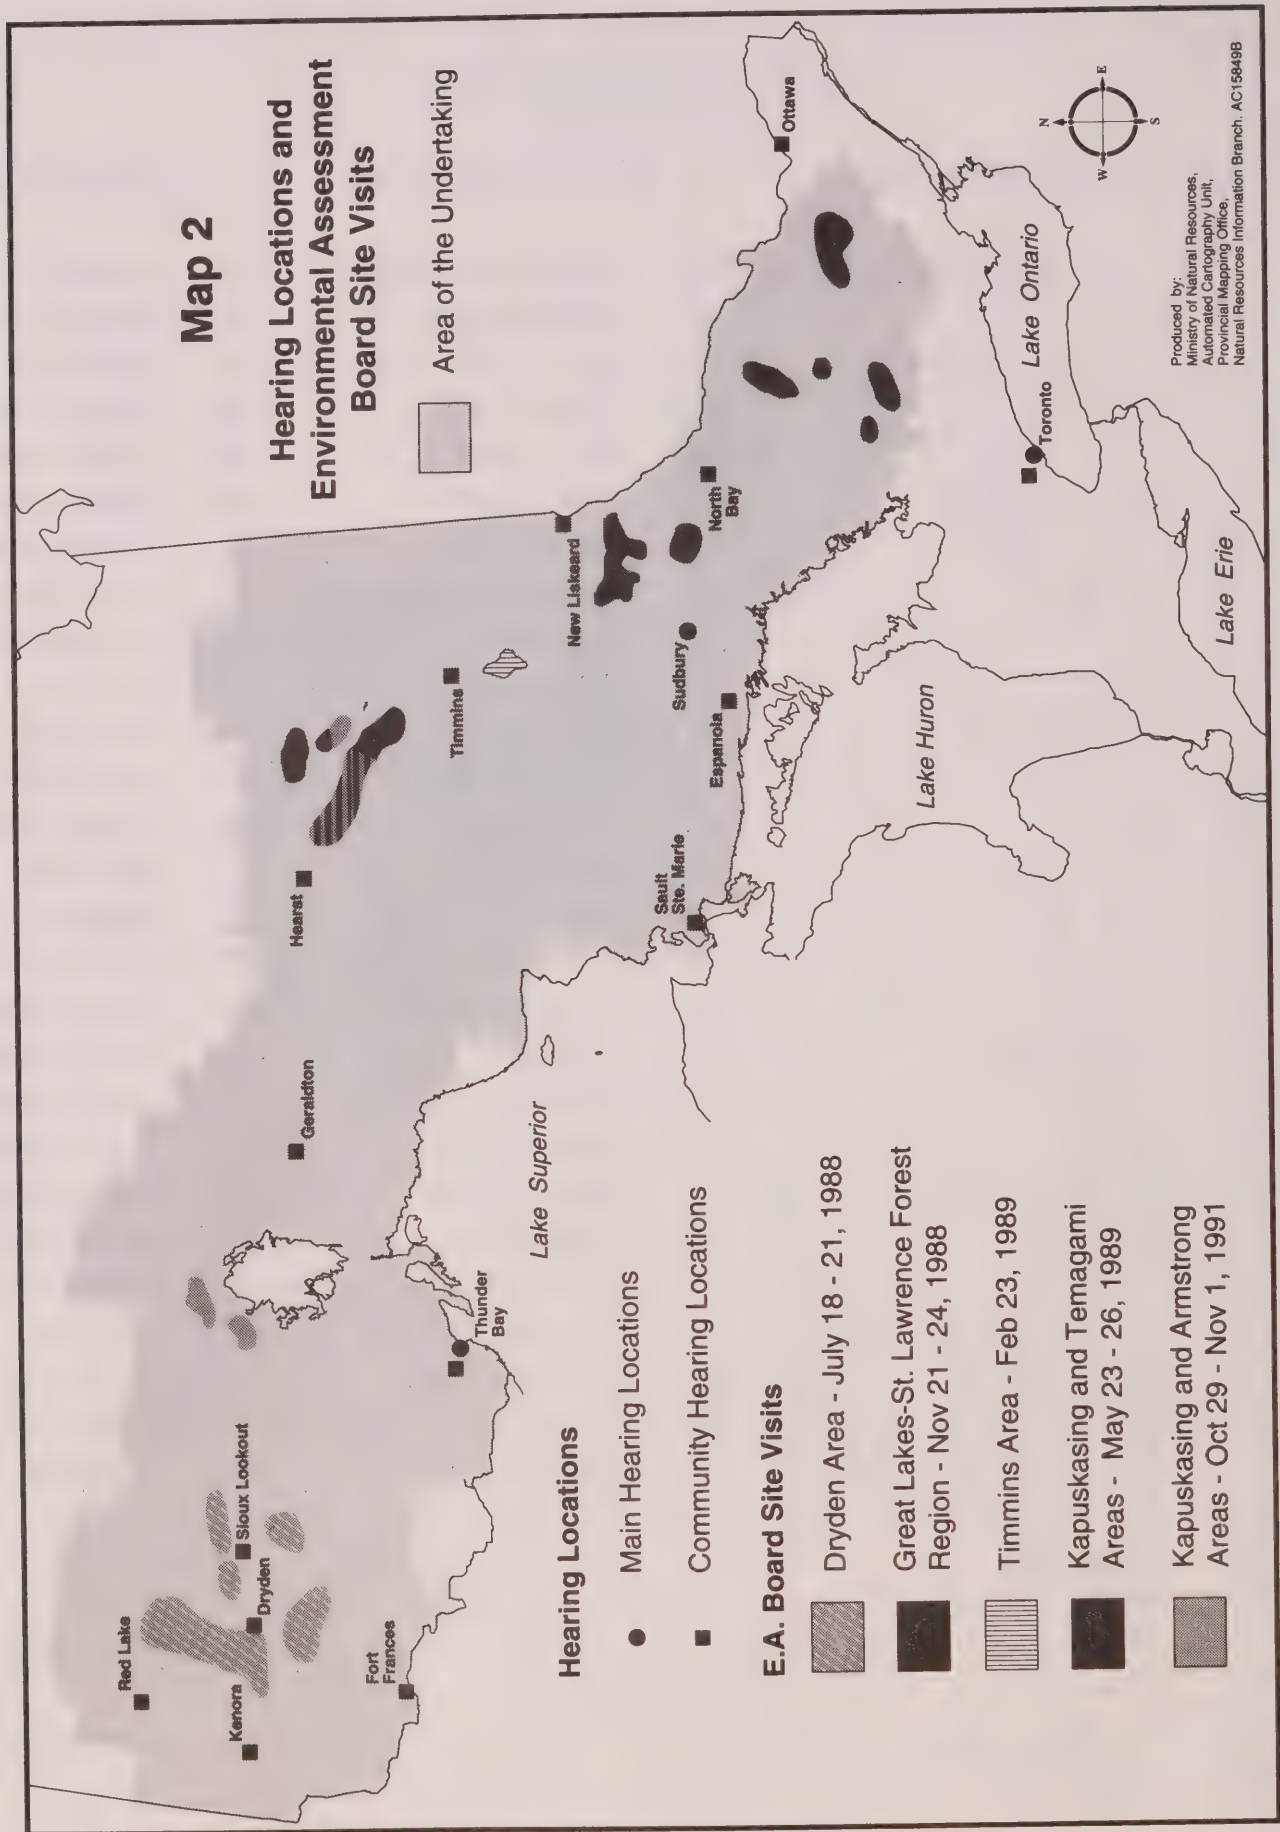 Map 2
Hearing Locations and
Environmental Assessment
Board Site Visits
Area of the Undertaking
Red Lake
Kenora
Dryden
Sioux Lookout
Fort
Frances
Thunder
Bay
Geraldton
Hearst
Timmins
New Liskeard
Sault
Ste. Marie
Espanola
Sudbury
North
Bay
Ottawa
Toronto
Lake Superior
Lake Huron
Lake Erie
Lake Ontario
Hearing Locations
Main Hearing Locations
Community Hearing Locations
E.A. Board Site Visits
Dryden Area - July 18 - 21, 1988
Great Lakes-St. Lawrence Forest
Region - Nov 21 - 24, 1988
Timmins Area - Feb 23, 1989
Kapuskasing and Temagami
Areas - May 23 - 26, 1989
Kapuskasing and Armstrong
Areas - Oct 29 - Nov 1, 1991
N
W
E
S
Produced by:
Ministry of Natural Resources,
Automated Cartography Unit,
Provincial Mapping Office,
Natural Resources Information Branch. AC15849B